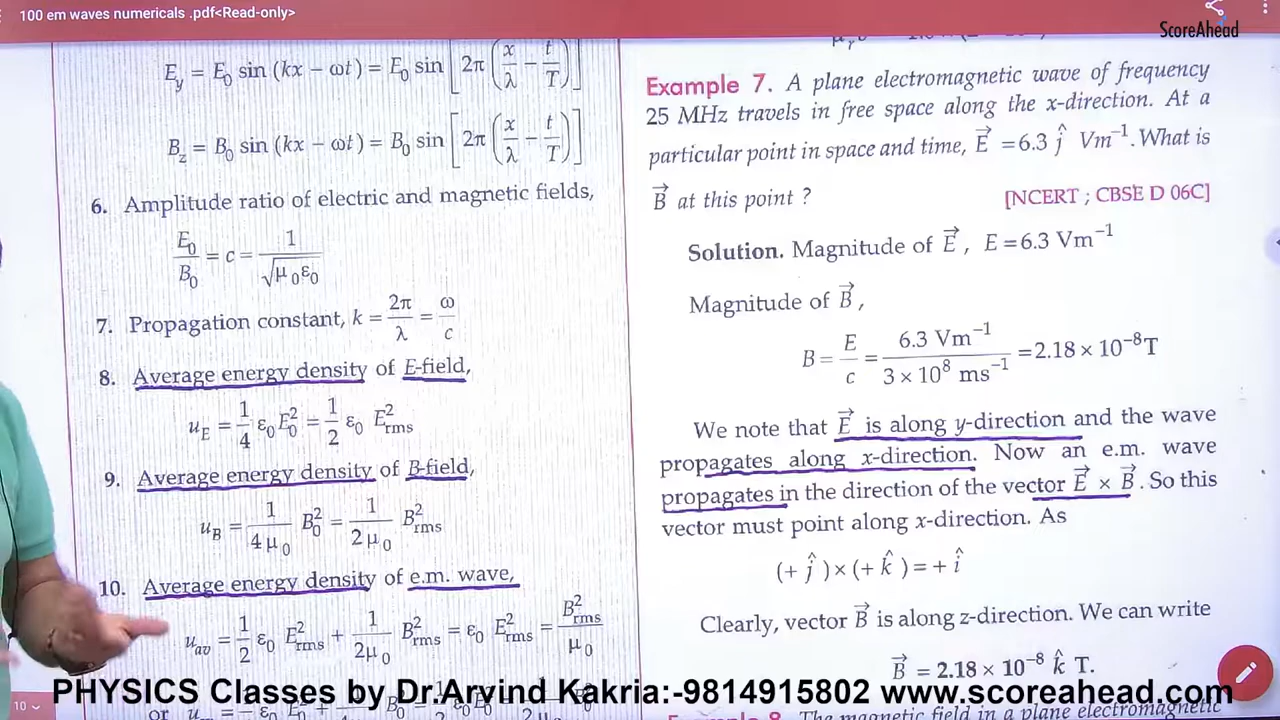 100 em waves numericals .pdf<Read-only>
ScoreAhead
E_y = E_0 sin (kx − ωt) = E_0 sin [2π (x/λ − t/T)]
B_z = B_0 sin (kx − ωt) = B_0 sin [2π (x/λ − t/T)]
6. Amplitude ratio of electric and magnetic fields,
E_0/B_0 = c = 1/√μ_0ε_0
7. Propagation constant, k = 2π/λ = ω/c
8. Average energy density of E-field,
u_E = 1/4 ε_0 E_0^2 = 1/2 ε_0 E_rms^2
9. Average energy density of B-field,
u_B = 1/4μ_0 B_0^2 = 1/2μ_0 B_rms^2
10. Average energy density of e.m. wave,
u_av = 1/2 ε_0 E_rms^2 + 1/2μ_0 B_rms^2 = ε_0 E_rms^2 = B_rms^2/μ_0
or
Example 7. A plane electromagnetic wave of frequency
25 MHz travels in free space along the x-direction. At a
particular point in space and time, E⃗ = 6.3 ĵ Vm⁻¹. What is
B⃗ at this point ? [NCERT ; CBSE D 06C]
Solution. Magnitude of E⃗, E = 6.3 Vm⁻¹
Magnitude of B⃗,
B = E/c = 6.3 Vm⁻¹/3 × 10⁸ ms⁻¹ = 2.18 × 10⁻⁸ T
We note that E⃗ is along y-direction and the wave
propagates along x-direction. Now an e.m. wave
propagates in the direction of the vector E⃗ × B⃗. So this
vector must point along x-direction. As
(+ ĵ) × (+ k̂) = + î
Clearly, vector B⃗ is along z-direction. We can write
B⃗ = 2.18 × 10⁻⁸ k̂ T.
Example 8. The magnetic field in a plane electromagnetic
10
PHYSICS Classes by Dr.Arvind Kakria:-9814915802 www.scoreahead.com